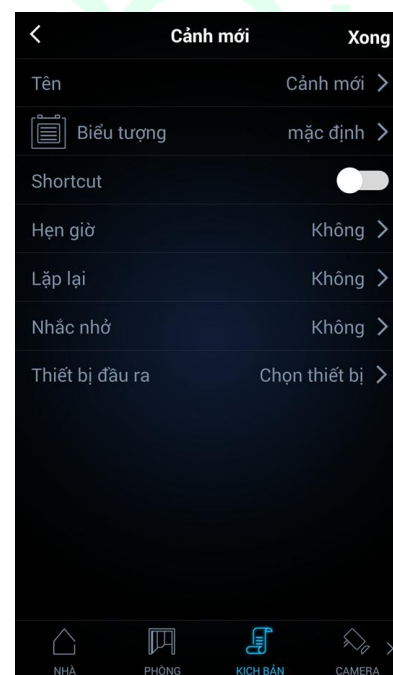 Cảnh mới Xong
Tên Cảnh mới
Biểu tượng mặc định
Shortcut
Hẹn giờ Không
Lặp lại Không
Nhắc nhở Không
Thiết bị đầu ra Chọn thiết bị
NHÀ PHÒNG KỊCH BẢN CAMERA